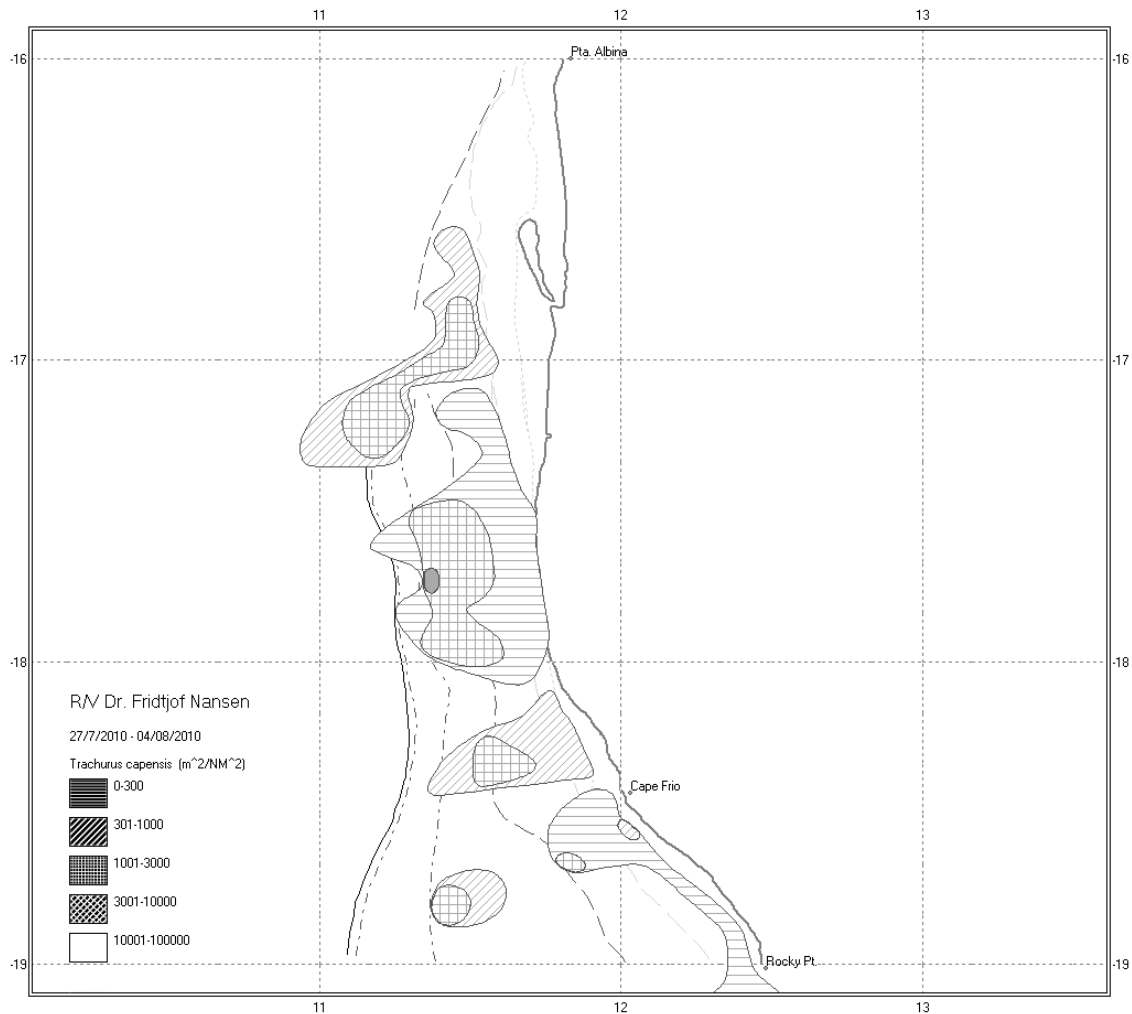 11 12 13
Pta. Albina
-16 -16
-17 -17
-18 -18
R/V Dr. Fridtjof Nansen
27/7/2010 - 04/08/2010
Trachurus capensis (m^2/NM^2)
0-300
Cape Frio
301-1000
1001-3000
3001-10000
10001-100000
Rocky Pt.
-19 -19
11 12 13